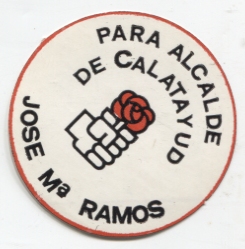 PARA ALCALDE
DE CALATAYUD
JOSE Mª RAMOS